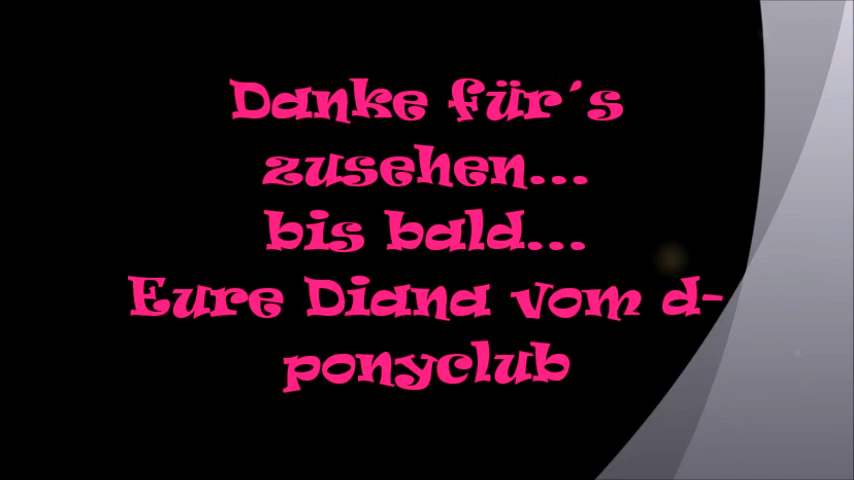 Danke für´s
zusehen...
bis bald...
Eure Diana vom d-
ponyclub